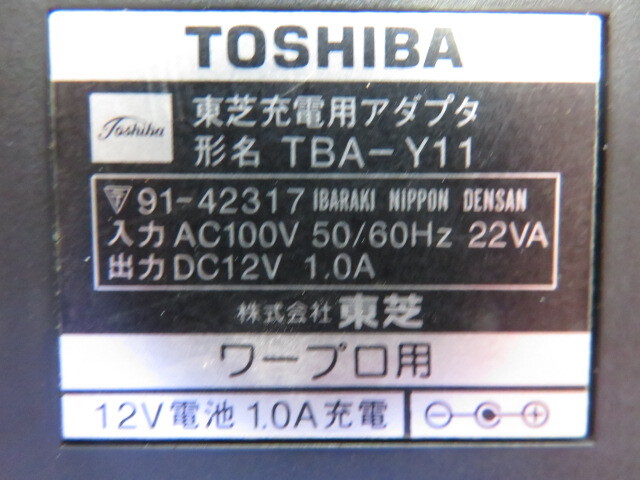 TOSHIBA
Toshiba
東芝充電用アダプタ
形名 TBA-Y11
91-42317 IBARAKI NIPPON DENSAN
入力 AC100V 50/60Hz 22VA
出力 DC12V 1.0A
株式会社 東芝
ワープロ用
12V電池1.0A充電